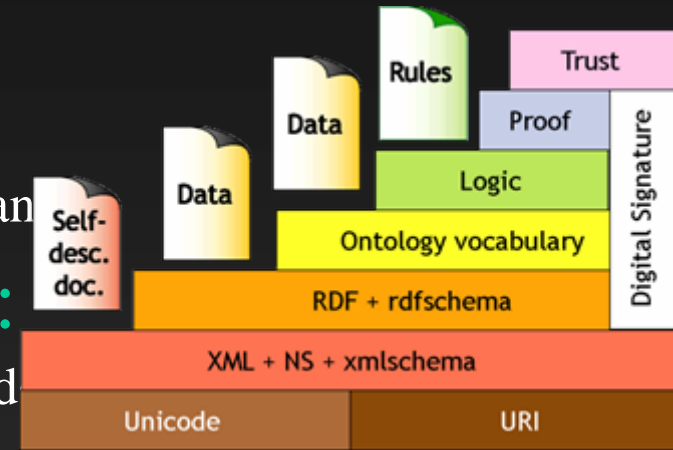 Trust
Rules
Proof
Data
Logic
Digital Signature
Data
an
Self-
desc.
doc.
Ontology vocabulary
:
RDF + rdfschema
XML + NS + xmlschema
d
Unicode
URI